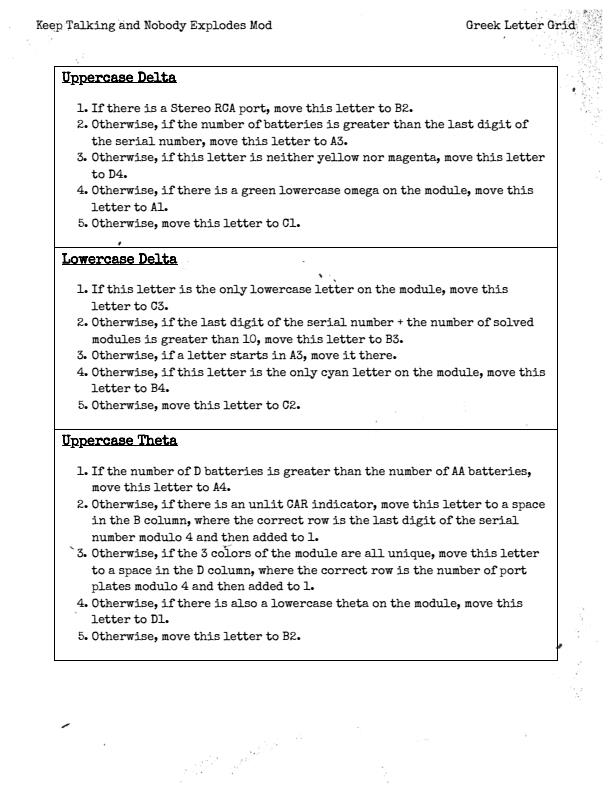 Keep Talking and Nobody Explodes Mod
Greek Letter Grid
Uppercase Delta
1. If there is a Stereo RCA port, move this letter to B2.
2. Otherwise, if the number of batteries is greater than the last digit of
the serial number, move this letter to A3.
3. Otherwise, if this letter is neither yellow nor magenta, move this letter
to D4.
4. Otherwise, if there is a green lowercase omega on the module, move this
letter to A1.
5. Otherwise, move this letter to C1.
Lowercase Delta
1. If this letter is the only lowercase letter on the module, move this
letter to C3.
2. Otherwise, if the last digit of the serial number + the number of solved
modules is greater than 10, move this letter to B3.
3. Otherwise, if a letter starts in A3, move it there.
4. Otherwise, if this letter is the only cyan letter on the module, move this
letter to B4.
5. Otherwise, move this letter to C2.
Uppercase Theta
1. If the number of D batteries is greater than the number of AA batteries,
move this letter to A4.
2. Otherwise, if there is an unlit CAR indicator, move this letter to a space
in the B column, where the correct row is the last digit of the serial
number modulo 4 and then added to 1.
3. Otherwise, if the 3 colors of the module are all unique, move this letter
to a space in the D column, where the correct row is the number of port
plates modulo 4 and then added to 1.
4. Otherwise, if there is also a lowercase theta on the module, move this
letter to D1.
5. Otherwise, move this letter to B2.